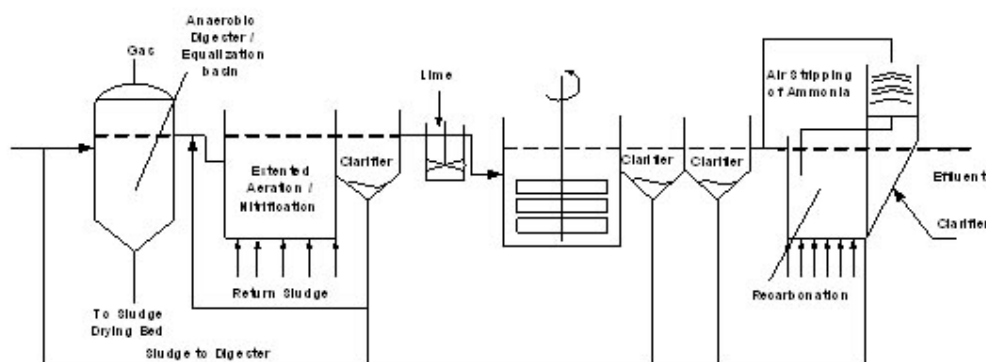 Anaerobic
Digester /
Equalization
basin
Gas
Lime
Air Stripping
of Ammonia
Clarifier
Clarifier
Clarifier
Extented
Aeration /
Nitrification
Effluent
Clarifier
Return Sludge
Recarbonation
To Sludge
Drying Bed
Sludge to Digester